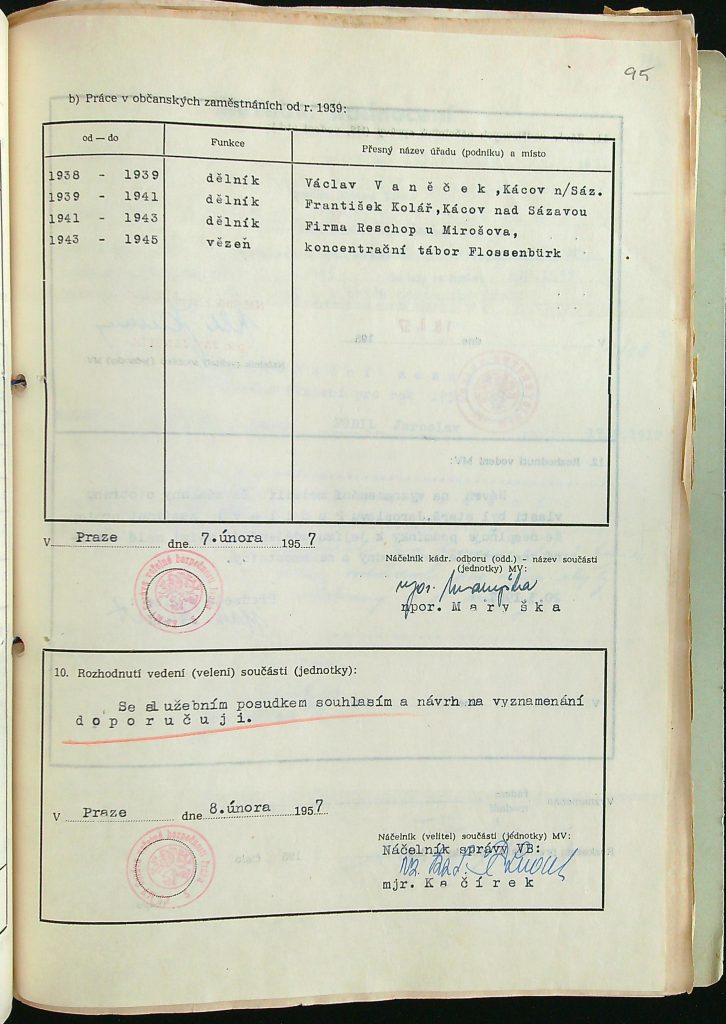 95
b) Práce v občanských zaměstnáních od r. 1939:
od — do Funkce Přesný název úřadu (podniku) a místo
1938 - 1939 dělník Václav V a n ě č e k ,Kácov n/Sáz.
1939 - 1941 dělník František Kolář,Kácov nad Sázavou
1941 - 1943 dělník Firma Reschop u Mirošova,
1943 - 1945 vězeň koncentrační tábor Flossenbürk
V Praze dne 7.února 1957
Náčelník kádr. odboru (odd.) - název součásti
(jednotky) MV:
npor. M a r y š k a
10. Rozhodnutí vedení (velení) součásti (jednotky):
Se služebním posudkem souhlasím a návrh na vyznamenání
d o p o r u č u j i.
V Praze dne 8.února 1957
Náčelník (velitel) součásti (jednotky) MV:
Náčelník správy VB:
mjr. K a č í r e k